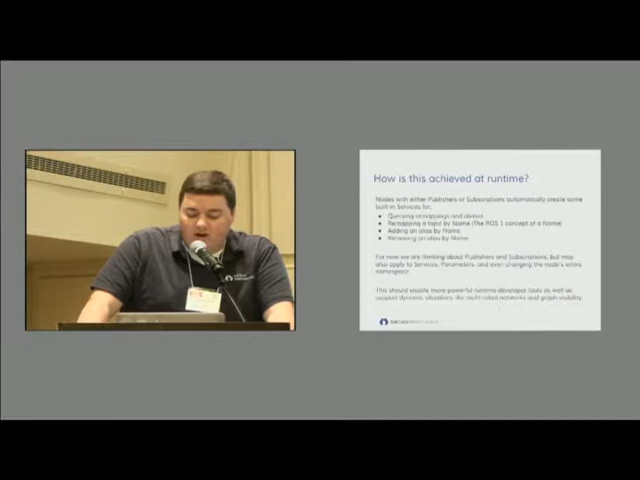 How is this achieved at runtime?
Nodes with either Publishers or Subscriptions automatically create some
built in Services for:
Querying remappings and aliases
Remapping a topic by Name (The ROS 1 concept of a Name)
Adding an alias by Name
Removing an alias by Name
For now we are thinking about Publishers and Subscriptions, but may
also apply to Services, Parameters, and even changing the node's entire
namespace.
This should enable more powerful runtime developer tools as well as
support dynamic situations like multi-robot networks and graph visibility.